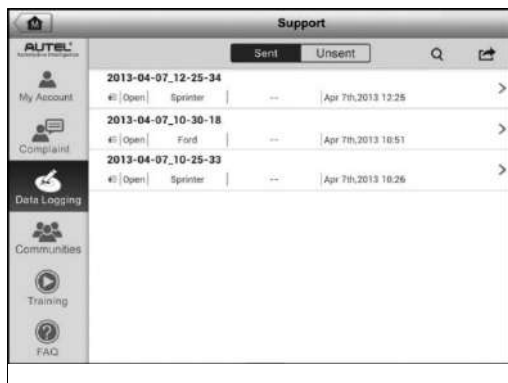 Support
AUTEL
Sent Unsent
My Account
Complaint
Data Logging
Communities
Training
FAQ
2013-04-07_12-25-34
Open Sprinter -- Apr 7th,2013 12:25
2013-04-07_10-30-18
Open Ford -- Apr 7th,2013 10:51
2013-04-07_10-25-33
Open Sprinter -- Apr 7th,2013 10:26